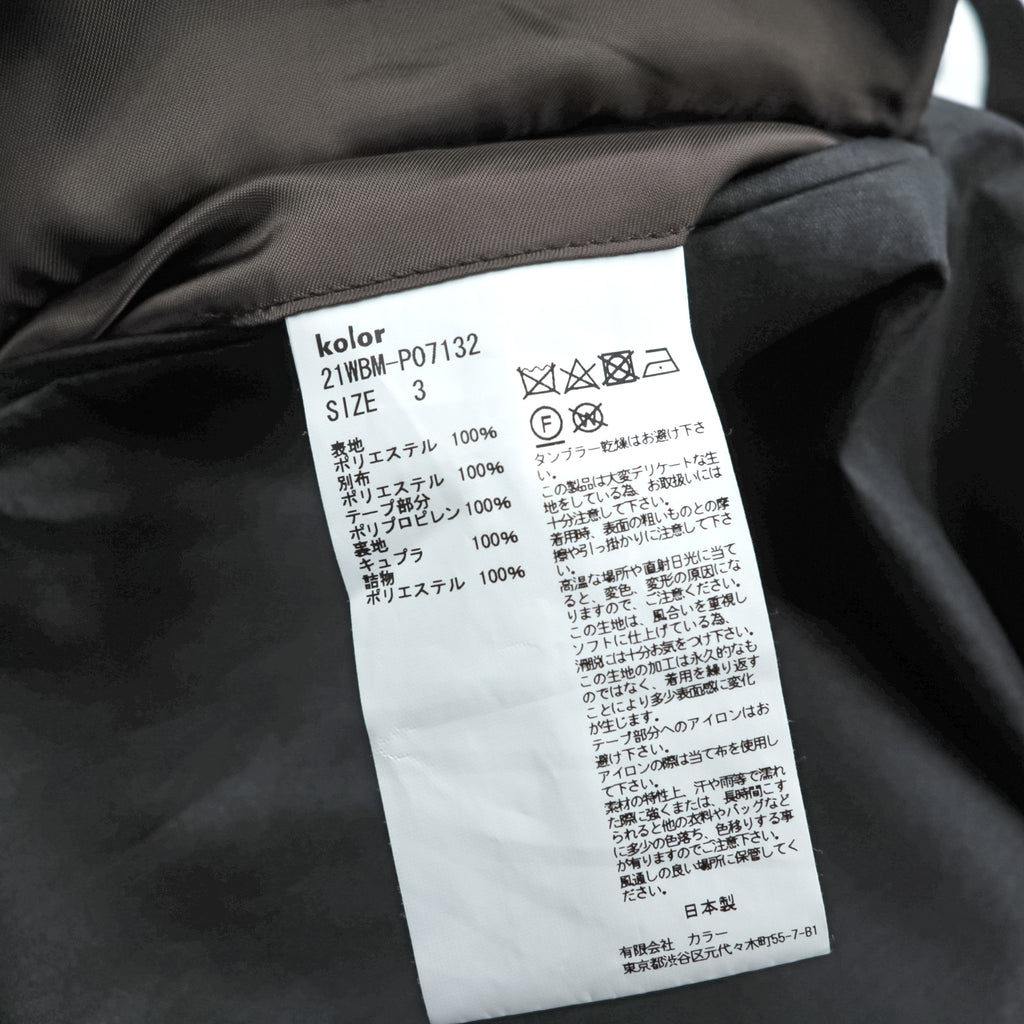 kolor
21WBM-P07132
SIZE 3
表地
ポリエステル 100%
別布
ポリエステル 100%
テープ部分
ポリプロピレン 100%
裏地
キュプラ 100%
詰物
ポリエステル 100%
F
W
タンブラー乾燥はお避け下さ
い。
この製品は大変デリケートな生
地をしている為、お取扱いには
十分注意して下さい。
着用時、表面の粗いものとの摩
擦や引っ掛かりに注意して下さ
い。
高温な場所や直射日光に当て
ると、変色、変形の原因にな
りますので、ご注意ください。
この生地は、風合いを重視し
ソフトに仕上げている為、
滑脱には十分お気をつけ下さい。
この生地の加工は永久的なも
のではなく、着用を繰り返す
ことにより多少表面感に変化
が生じます。
テープ部分へのアイロンはお
避け下さい。
アイロンの際は当て布を使用し
て下さい。
素材の特性上、汗や雨等で濡れ
た際に強くまたは、長時間こす
られると他の衣料やバッグなど
に多少の色落ち、色移りする事
が有りますのでご注意下さい。
風通しの良い場所に保管してく
ださい。
日本製
有限会社 カラー
東京都渋谷区元代々木町55-7-B1